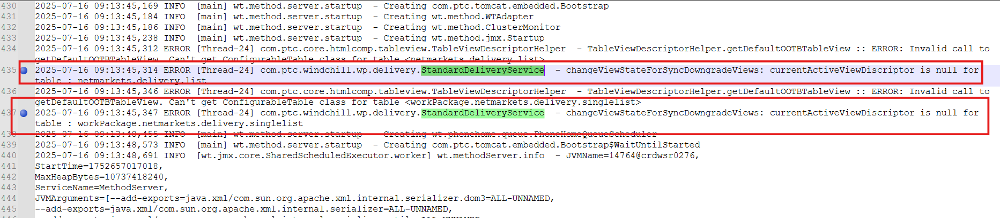 430 2025-07-16 09:13:45,169 INFO  [main] wt.method.server.startup  - Creating com.ptc.tomcat.embedded.Bootstrap
431 2025-07-16 09:13:45,184 INFO  [main] wt.method.server.startup  - Creating wt.method.WTAdapter
432 2025-07-16 09:13:45,186 INFO  [main] wt.method.server.startup  - Creating wt.method.ClusterMonitor
433 2025-07-16 09:13:45,238 INFO  [main] wt.method.server.startup  - Creating wt.method.jmx.Startup
434 2025-07-16 09:13:45,312 ERROR [Thread-24] com.ptc.core.htmlcomp.tableview.TableViewDescriptorHelper  - TableViewDescriptorHelper.getDefaultOOTBTableView :: ERROR: Invalid call to
getDefaultOOTBTableView. Can't get ConfigurableTable class for table <netmarkets.delivery.list>
435 2025-07-16 09:13:45,314 ERROR [Thread-24] com.ptc.windchill.wp.delivery.StandardDeliveryService  - changeViewStateForSyncDowngradeViews: currentActiveViewDiscriptor is null for
table : netmarkets.delivery.list
436 2025-07-16 09:13:45,346 ERROR [Thread-24] com.ptc.core.htmlcomp.tableview.TableViewDescriptorHelper  - TableViewDescriptorHelper.getDefaultOOTBTableView :: ERROR: Invalid call to
getDefaultOOTBTableView. Can't get ConfigurableTable class for table <workPackage.netmarkets.delivery.singlelist>
437 2025-07-16 09:13:45,347 ERROR [Thread-24] com.ptc.windchill.wp.delivery.StandardDeliveryService  - changeViewStateForSyncDowngradeViews: currentActiveViewDiscriptor is null for
table : workPackage.netmarkets.delivery.singlelist
438 2025-07-16 09:13:48,455 INFO  [main] wt.method.server.startup  - Creating wt.phonehome.queue.PhoneHomeQueueScheduler
439 2025-07-16 09:13:48,573 INFO  [main] wt.method.server.startup  - Creating com.ptc.tomcat.embedded.Bootstrap$WaitUntilStarted
440 2025-07-16 09:13:48,691 INFO  [wt.jmx.core.SharedScheduledExecutor.worker] wt.methodServer.info  - JVMName=14764@crdwsr0276,
441 StartTime=1752657017018,
442 MaxHeapBytes=10737418240,
443 ServiceName=MethodServer,
444 JVMArguments=[--add-exports=java.xml/com.sun.org.apache.xml.internal.serializer.dom3=ALL-UNNAMED,
445 --add-exports=java.xml/com.sun.org.apache.xml.internal.serializer=ALL-UNNAMED,